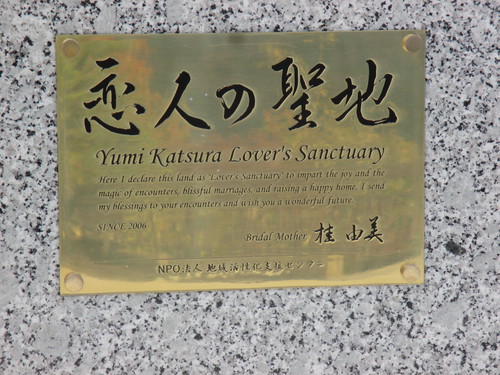 恋人の聖地
Yumi Katsura Lover's Sanctuary
Here I declare this land as 'Lover's Sanctuary' to impart the joy and the
magic of encounters, blissful marriages, and raising a happy home. I send
my blessings to your encounters and wish you a wonderful future.
SINCE 2006
Bridal Mother 桂 由美
NPO法人 地域活性化支援センター